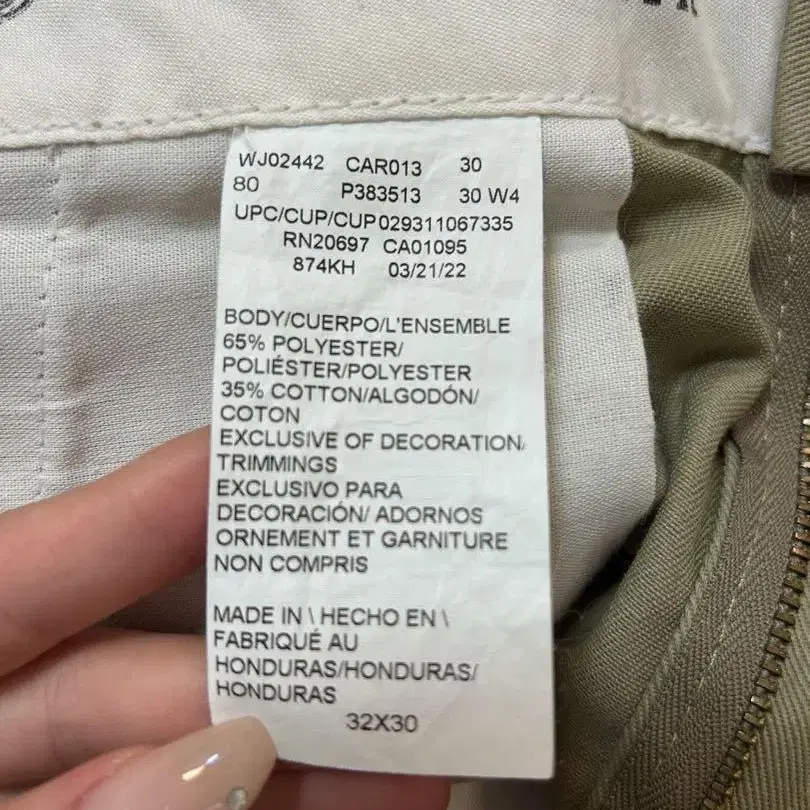 WJ02442 CAR013 30
80 P383513 30 W4
UPC/CUP/CUP 029311067335
RN20697 CA01095
874KH 03/21/22
BODY/CUERPO/L'ENSEMBLE
65% POLYESTER/
POLIÉSTER/POLYESTER
35% COTTON/ALGODÓN/
COTON
EXCLUSIVE OF DECORATION/
TRIMMINGS
EXCLUSIVO PARA
DECORACIÓN/ ADORNOS
ORNEMENT ET GARNITURE
NON COMPRIS
MADE IN \ HECHO EN \
FABRIQUÉ AU
HONDURAS/HONDURAS/
HONDURAS
32X30